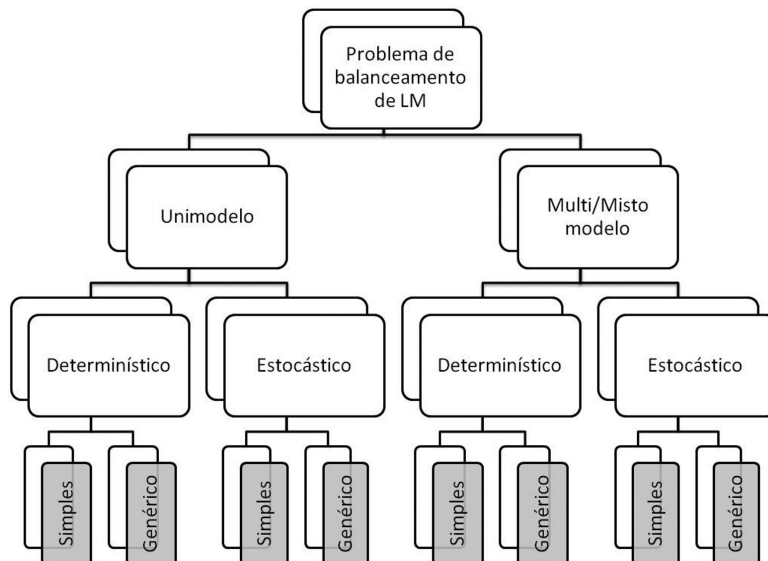 Problema de
balanceamento
de LM
Unimodelo
Multi/Misto
modelo
Determinístico
Estocástico
Determinístico
Estocástico
Simples
Genérico
Simples
Genérico
Simples
Genérico
Simples
Genérico